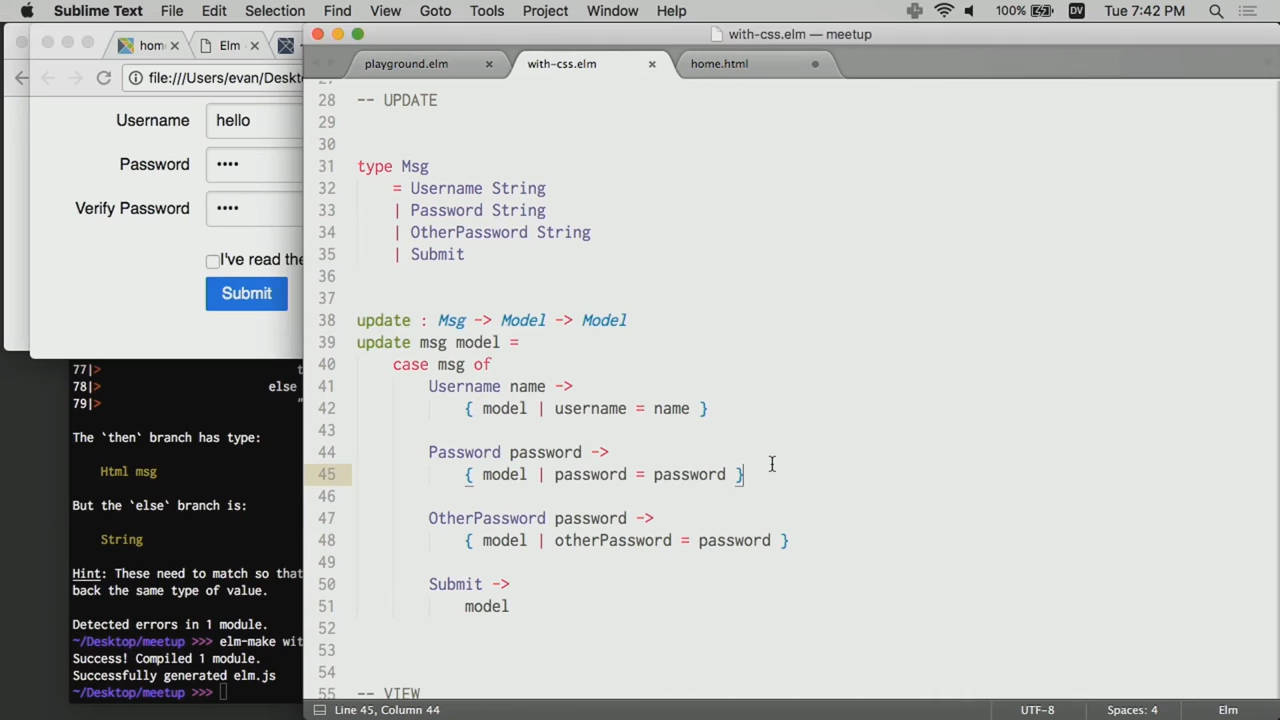 Sublime Text File Edit Selection Find View Goto Tools Project Window Help 100% DV Tue 7:42 PM
with-css.elm — meetup
hom Elm
playground.elm with-css.elm home.html
file:///Users/evan/Deskto
Username hello
Password ••••
Verify Password ••••
I've read the
Submit
28 -- UPDATE
29
30
31 type Msg
32 = Username String
33 | Password String
34 | OtherPassword String
35 | Submit
36
37
38 update : Msg -> Model -> Model
39 update msg model =
40 case msg of
41 Username name ->
42 { model | username = name }
43
44 Password password ->
45 { model | password = password }
46
47 OtherPassword password ->
48 { model | otherPassword = password }
49
50 Submit ->
51 model
52
53
54
55 -- VIEW
77|> t
78|> else
79|> "
The `then` branch has type:
Html msg
But the `else` branch is:
String
Hint: These need to match so that
back the same type of value.
Detected errors in 1 module.
~/Desktop/meetup >>> elm-make wit
Success! Compiled 1 module.
Successfully generated elm.js
~/Desktop/meetup >>>
Line 45, Column 44 UTF-8 Spaces: 4 Elm